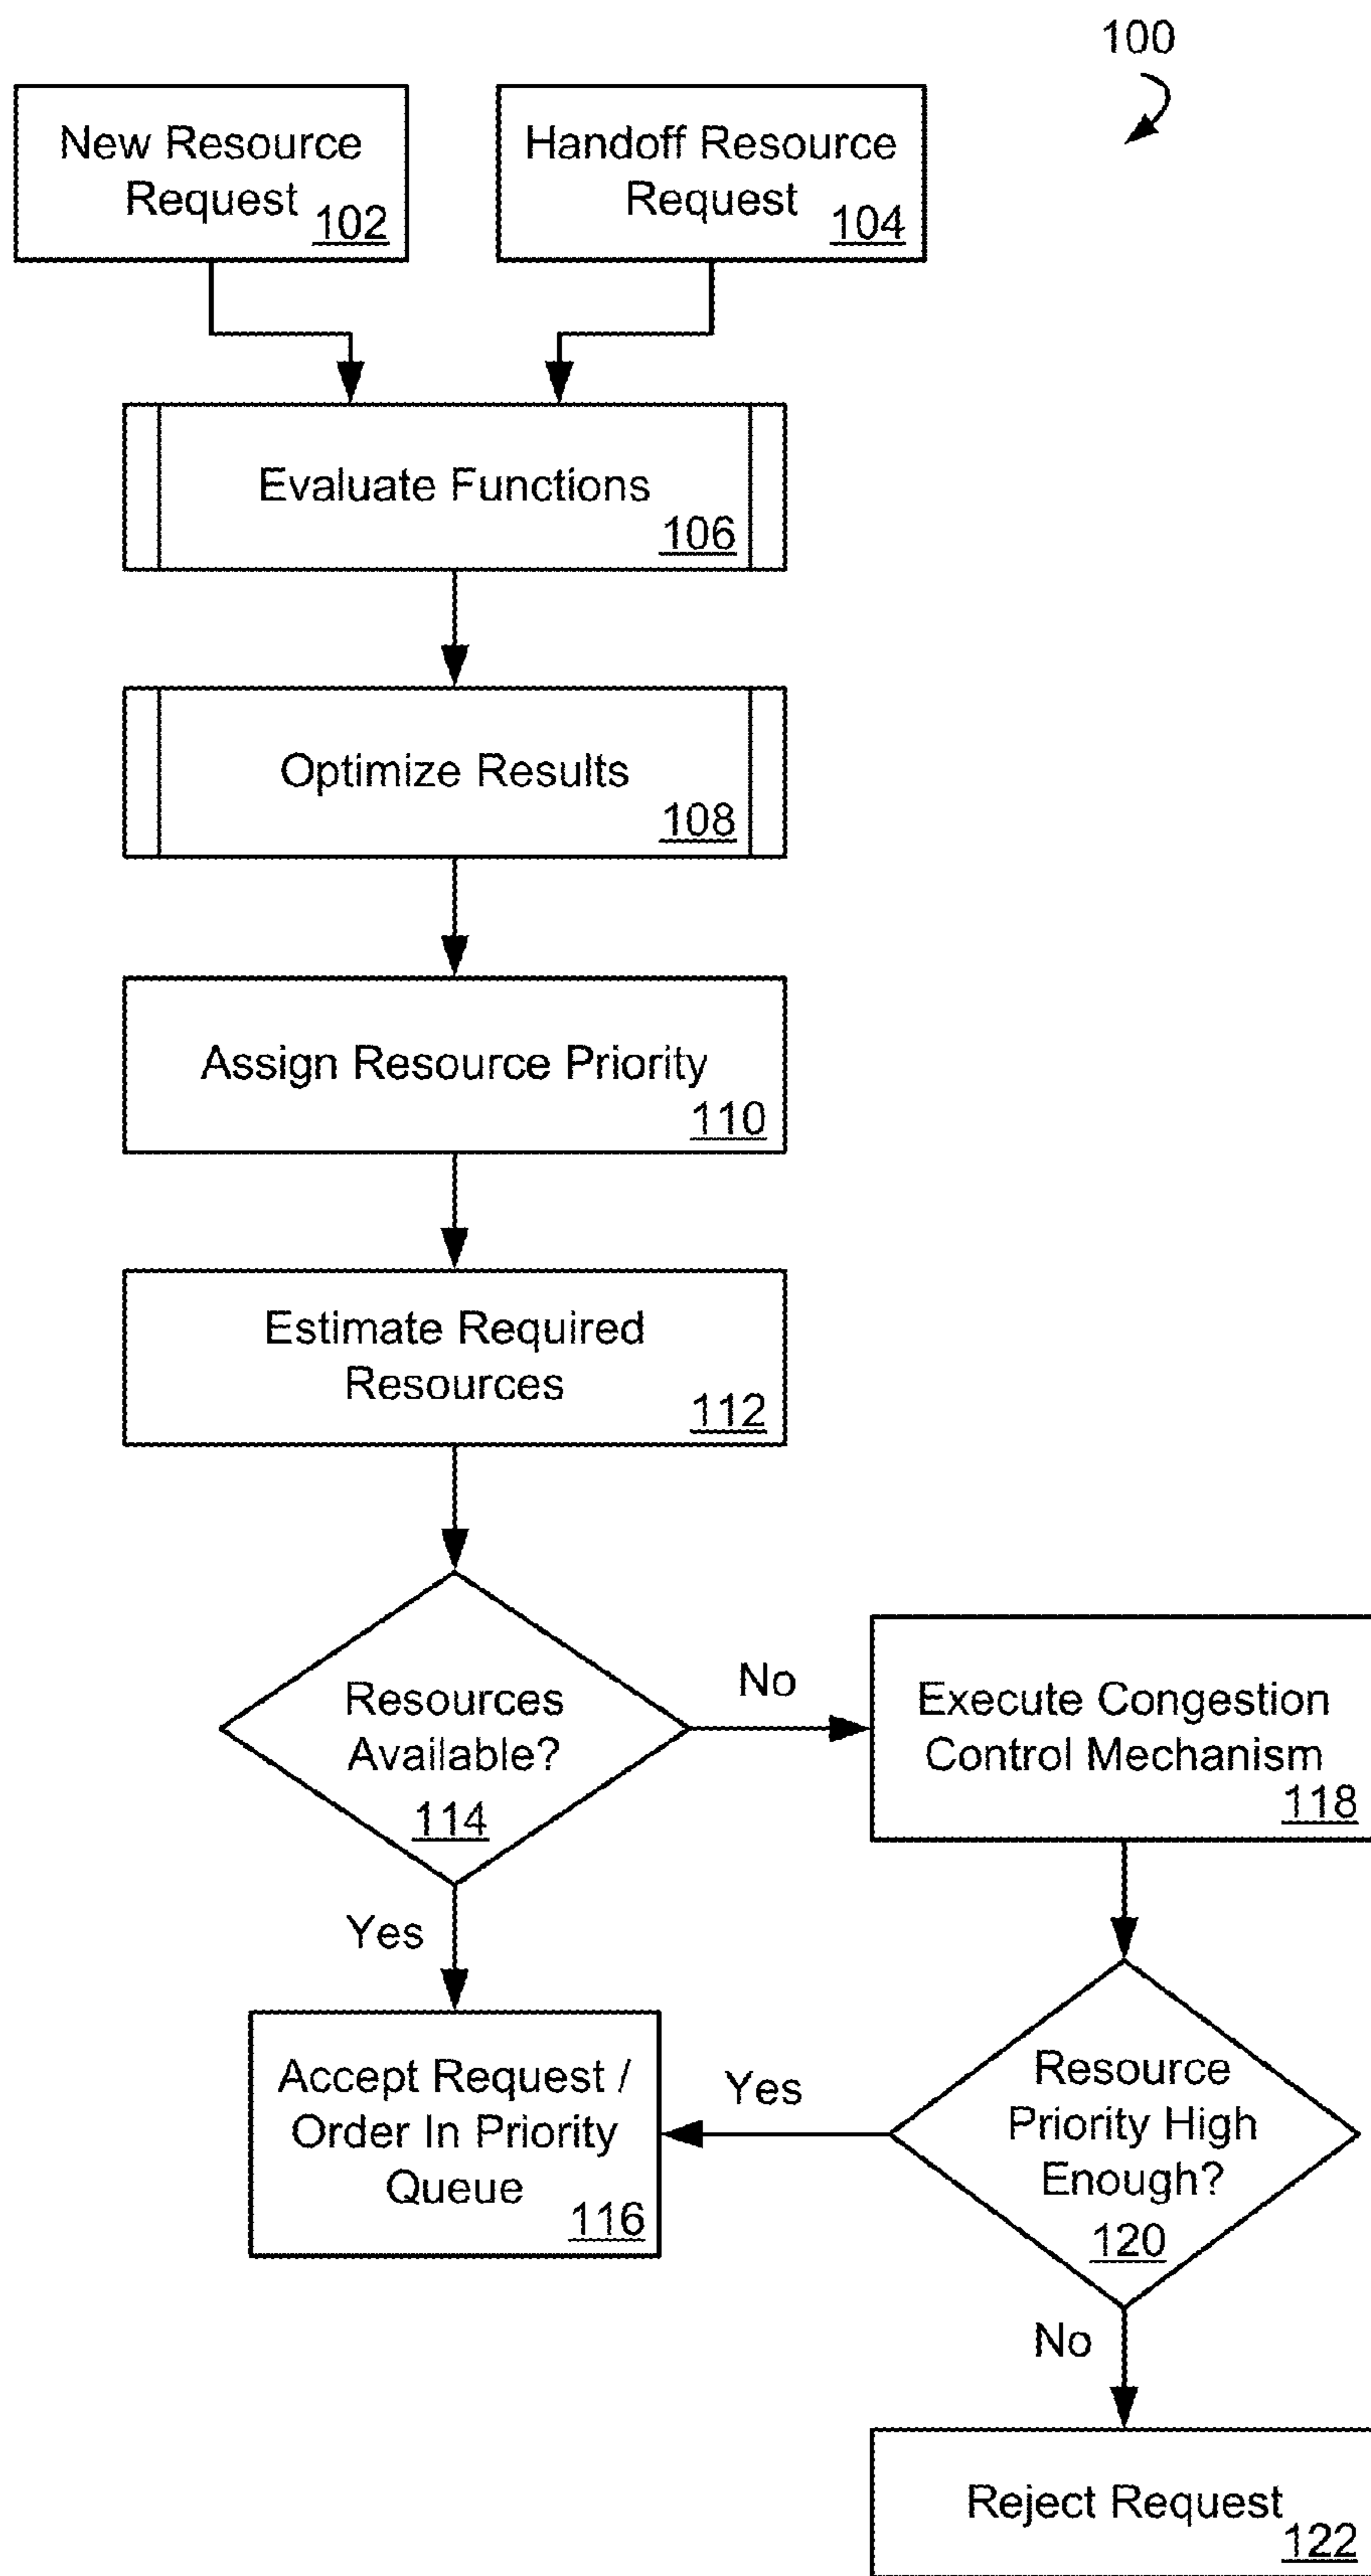 100
New Resource
Request 102
Handoff Resource
Request 104
Evaluate Functions
106
Optimize Results
108
Assign Resource Priority
110
Estimate Required
Resources
112
Resources
Available?
114
No
Execute Congestion
Control Mechanism
118
Yes
Accept Request /
Order In Priority
Queue
116
Yes
Resource
Priority High
Enough?
120
No
Reject Request
122